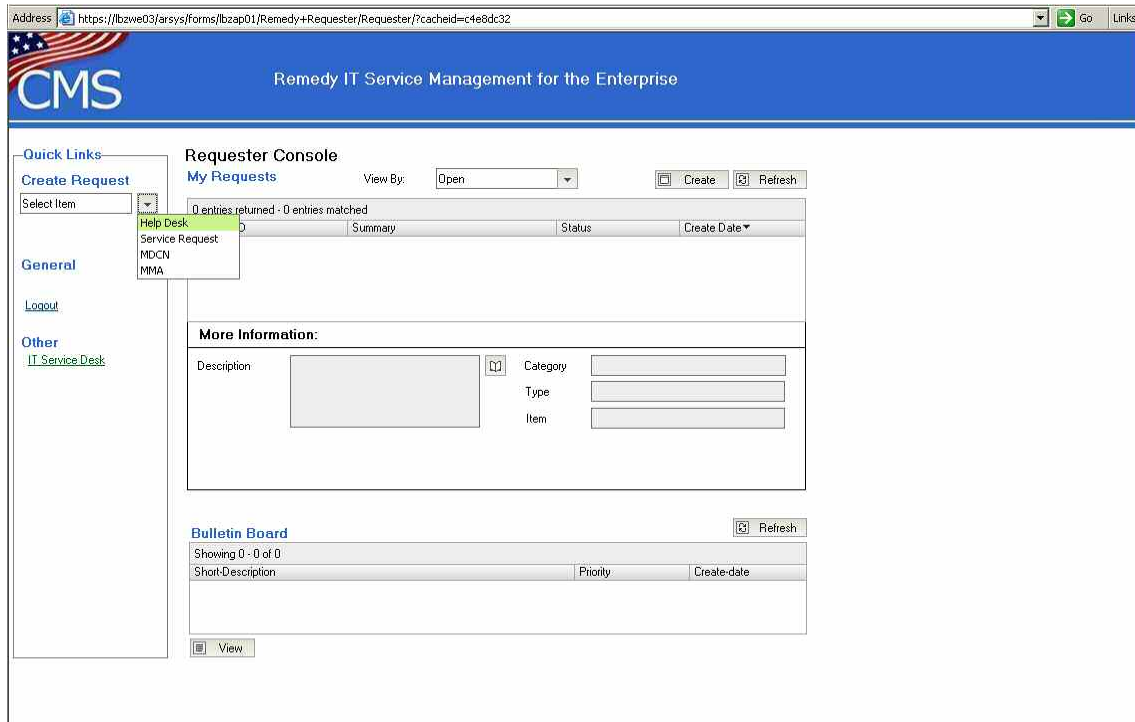 Address https://lbzwe03/arsys/forms/lbzap01/Remedy+Requester/Requester/?cacheid=c4e8dc32 Go Links
CMS
Remedy IT Service Management for the Enterprise
Quick Links
Create Request
Select Item
Help Desk
Service Request
MDCN
MMA
General
Logout
Other
IT Service Desk
Requester Console
My Requests View By: Open Create Refresh
0 entries returned - 0 entries matched
Summary Status Create Date
More Information:
Description Category
Type
Item
Refresh
Bulletin Board
Showing 0 - 0 of 0
Short-Description Priority Create-date
View